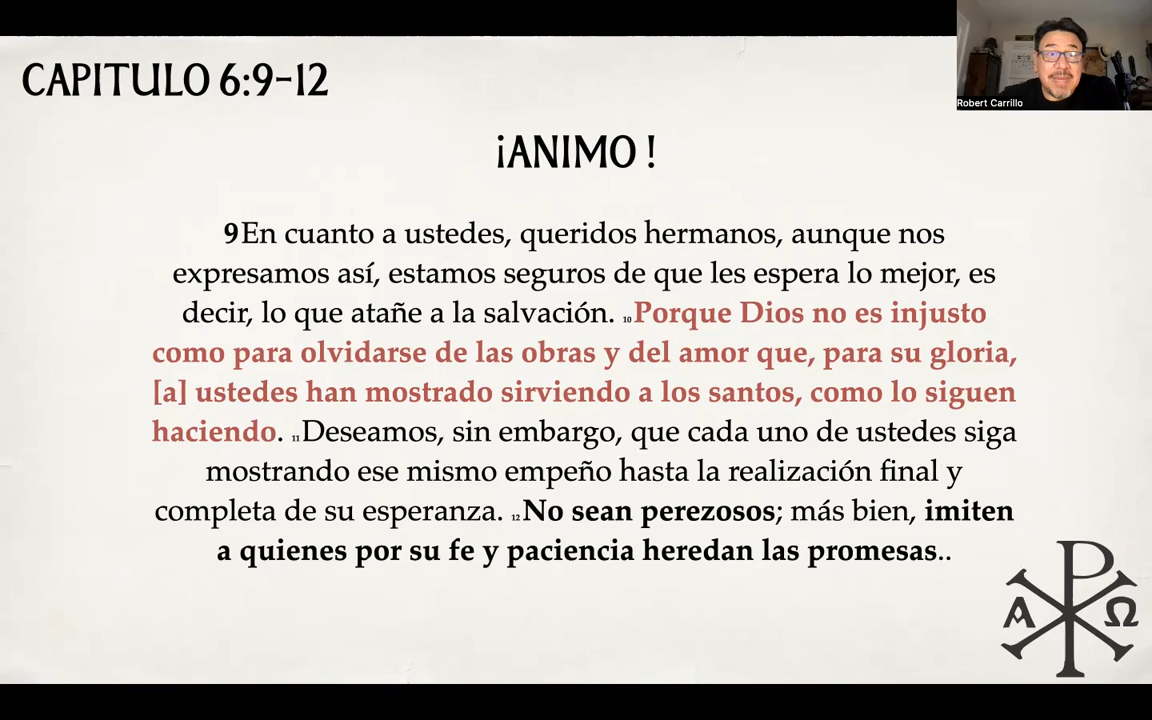 CAPITULO 6:9-12
Robert Carrillo
¡ANIMO !
9En cuanto a ustedes, queridos hermanos, aunque nos
expresamos así, estamos seguros de que les espera lo mejor, es
decir, lo que atañe a la salvación. 10Porque Dios no es injusto
como para olvidarse de las obras y del amor que, para su gloria,
[a] ustedes han mostrado sirviendo a los santos, como lo siguen
haciendo. 11Deseamos, sin embargo, que cada uno de ustedes siga
mostrando ese mismo empeño hasta la realización final y
completa de su esperanza. 12No sean perezosos; más bien, imiten
a quienes por su fe y paciencia heredan las promesas..
Α Ω